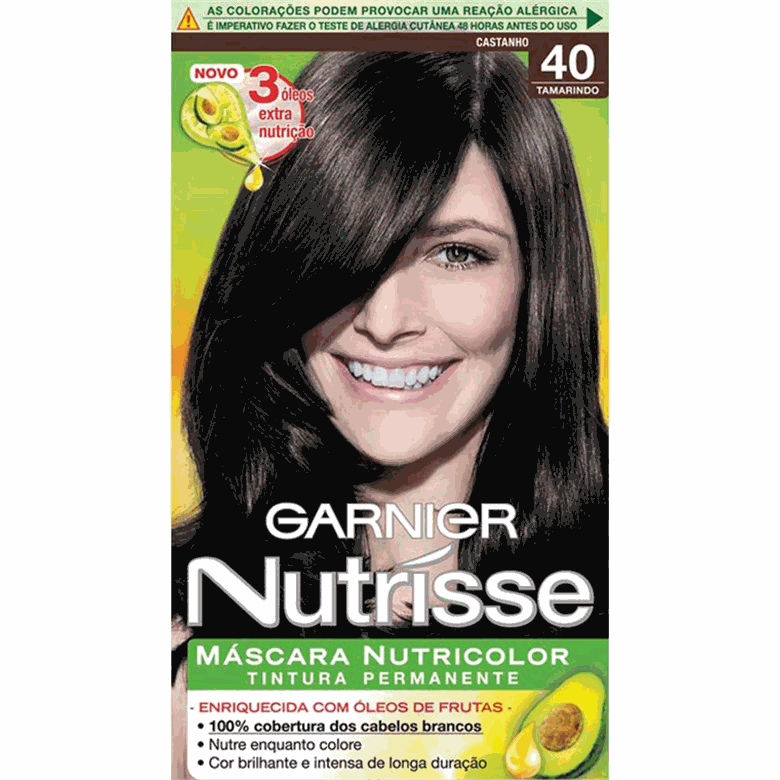 AS COLORAÇÕES PODEM PROVOCAR UMA REAÇÃO ALÉRGICA
É IMPERATIVO FAZER O TESTE DE ALERGIA CUTÂNEA 48 HORAS ANTES DO USO
CASTANHO
40
TAMARINDO
NOVO
3 óleos
extra
nutrição
GARNIER
Nutrisse
MÁSCARA NUTRICOLOR
TINTURA PERMANENTE
- ENRIQUECIDA COM ÓLEOS DE FRUTAS -
• 100% cobertura dos cabelos brancos
• Nutre enquanto colore
• Cor brilhante e intensa de longa duração